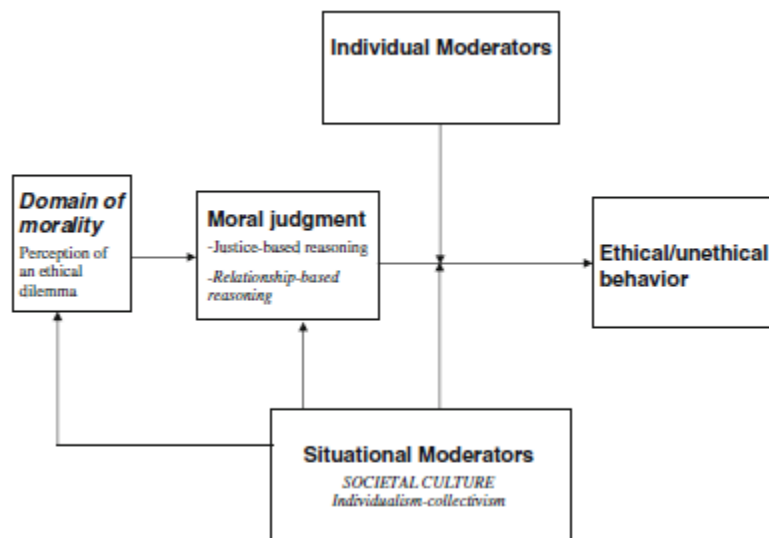 Individual Moderators
Domain of
morality
Perception of
an ethical
dilemma
Moral judgment
-Justice-based reasoning
-Relationship-based
reasoning
Ethical/unethical
behavior
Situational Moderators
SOCIETAL CULTURE
Individualism-collectivism